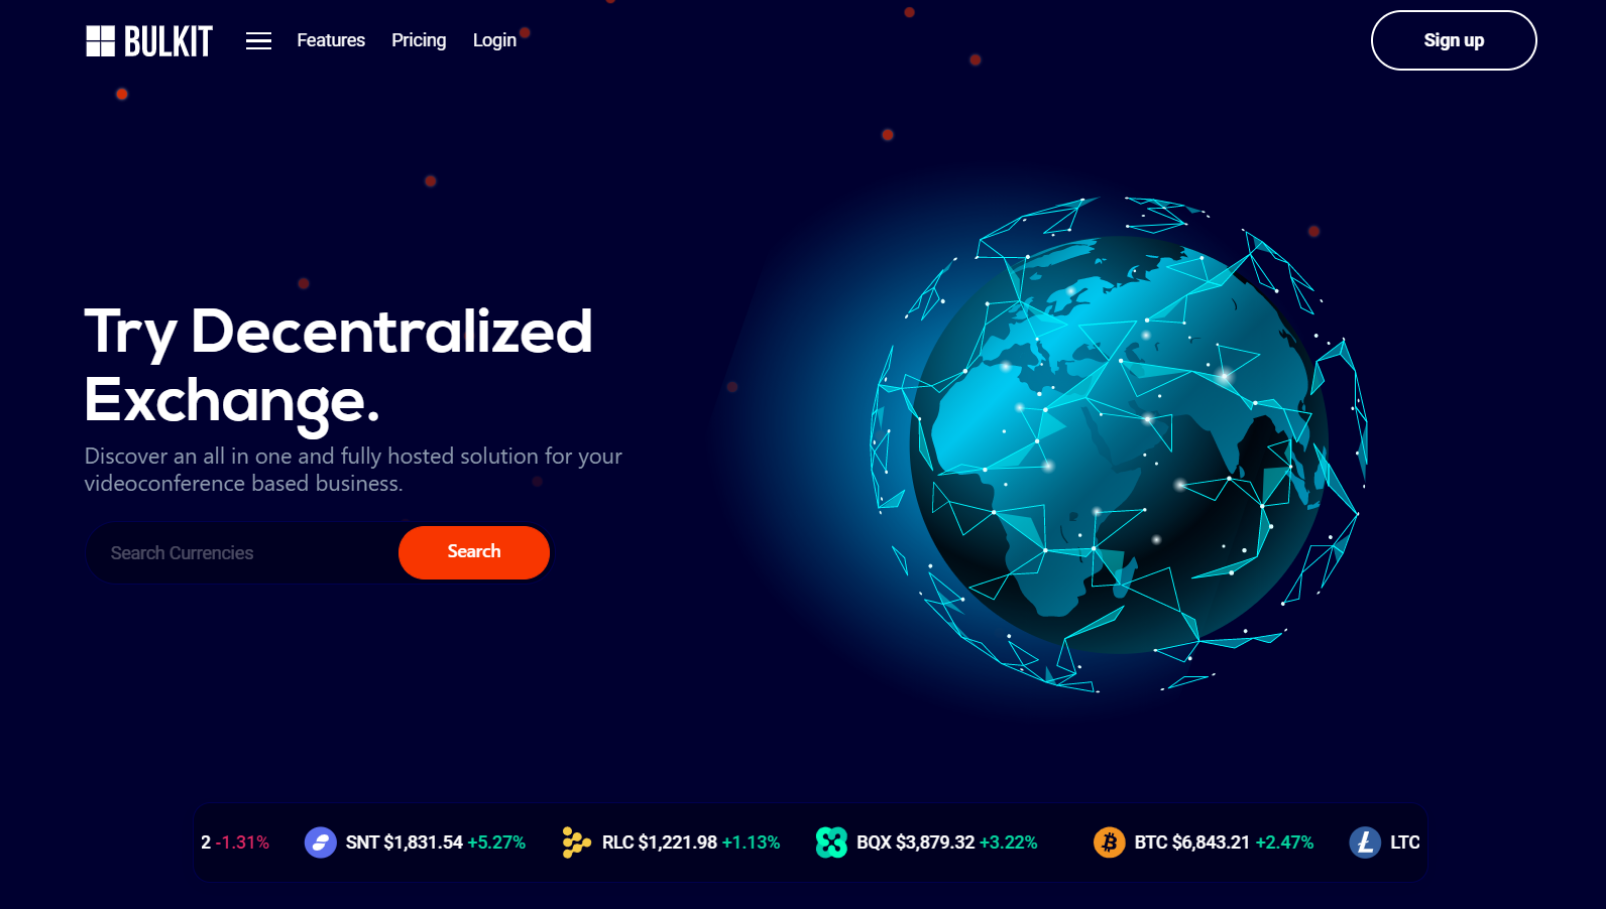 BULKIT
Features
Pricing
Login
Sign up
Try Decentralized
Exchange.
Discover an all in one and fully hosted solution for your
videoconference based business.
Search Currencies
Search
2 -1.31%
SNT $1,831.54 +5.27%
RLC $1,221.98 +1.13%
BQX $3,879.32 +3.22%
BTC $6,843.21 +2.47%
LTC